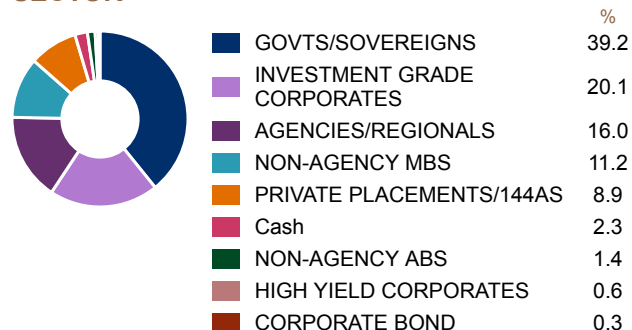 %
GOVTS/SOVEREIGNS 39.2
INVESTMENT GRADE
CORPORATES 20.1
AGENCIES/REGIONALS 16.0
NON-AGENCY MBS 11.2
PRIVATE PLACEMENTS/144AS 8.9
Cash 2.3
NON-AGENCY ABS 1.4
HIGH YIELD CORPORATES 0.6
CORPORATE BOND 0.3